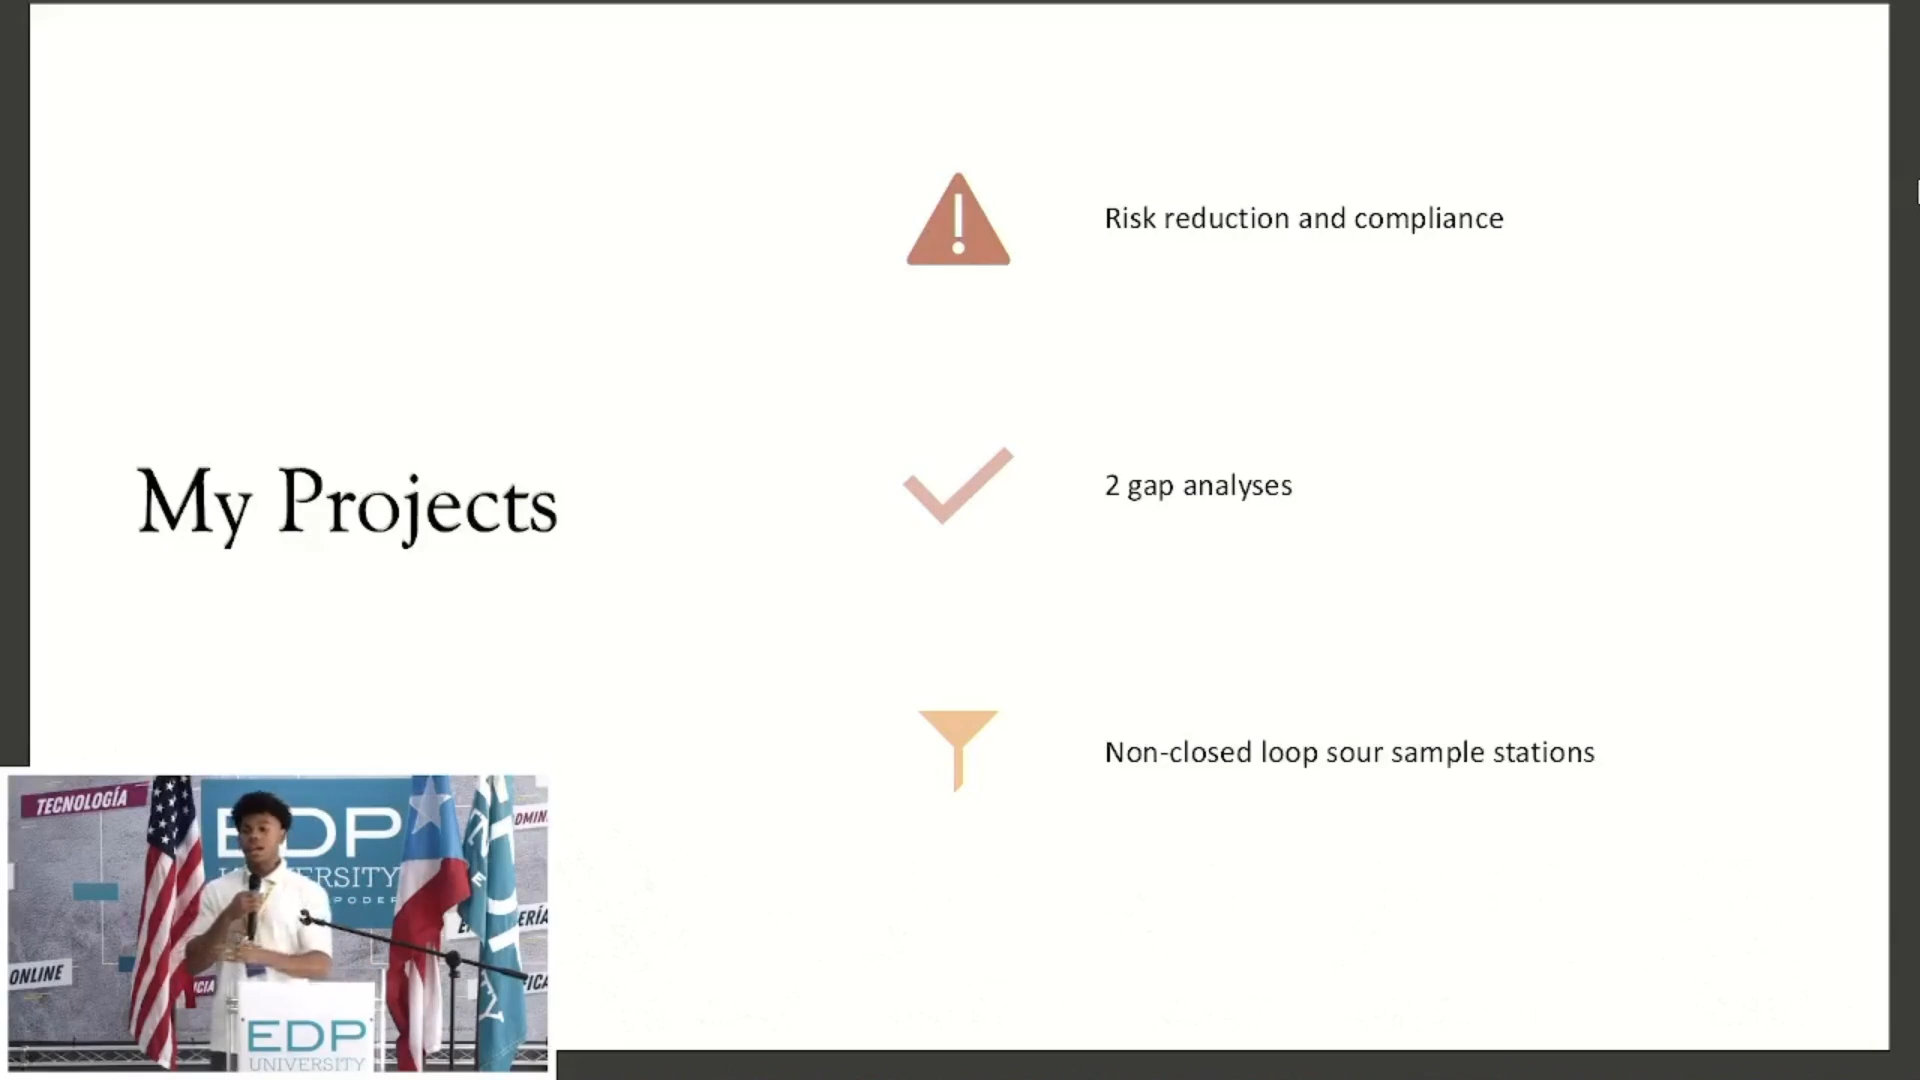 Risk reduction and compliance
My Projects
2 gap analyses
Non-closed loop sour sample stations
TECNOLOGÍA
EDP
PODER
ONLINE
EDP
UNIVERSITY